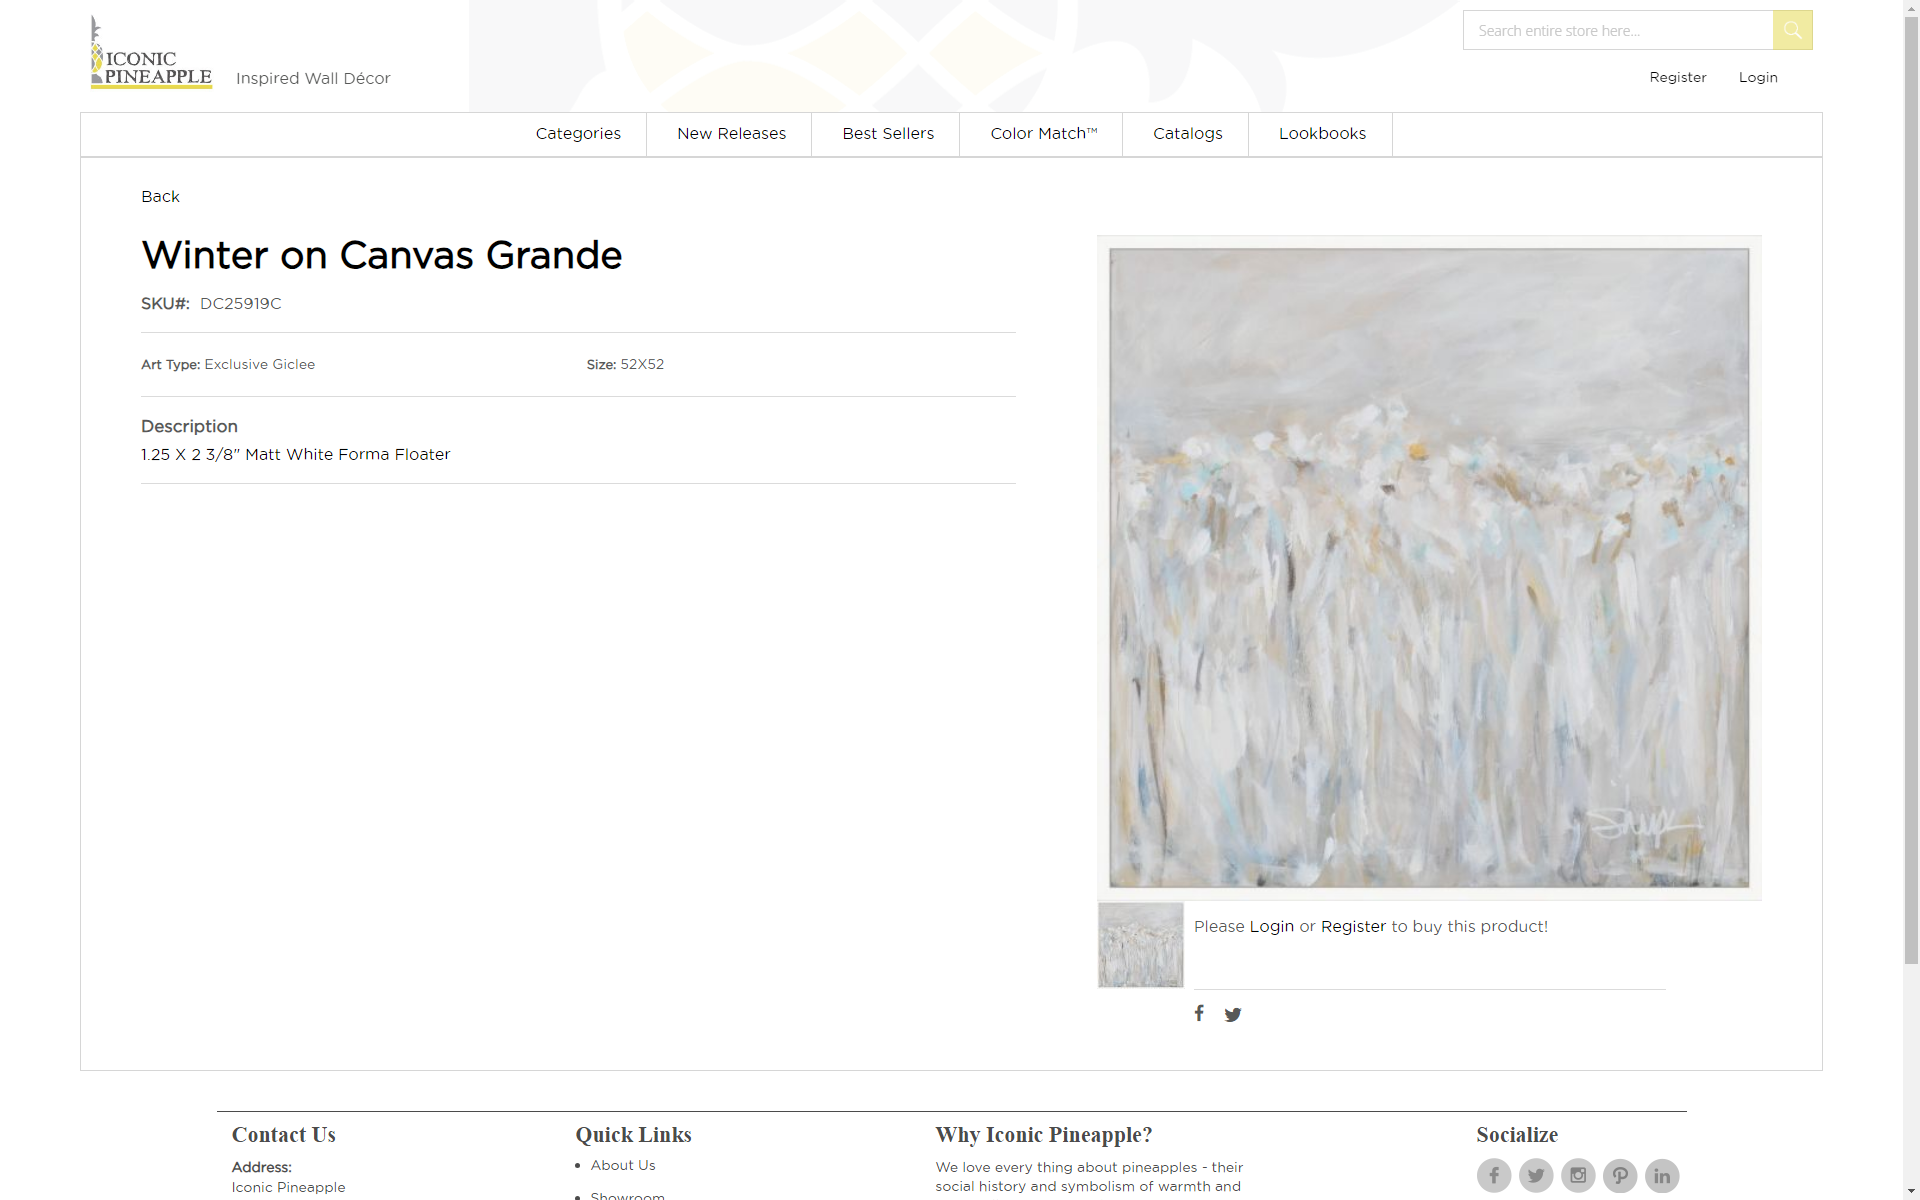 ICONIC
PINEAPPLE
Inspired Wall Décor
Search entire store here...
Register
Login
Categories
New Releases
Best Sellers
Color Match™
Catalogs
Lookbooks
Back
Winter on Canvas Grande
SKU#: DC25919C
Art Type: Exclusive Giclee
Size: 52X52
Description
1.25 X 2 3/8" Matt White Forma Floater
Please Login or Register to buy this product!
Contact Us
Address:
Iconic Pineapple
Quick Links
About Us
Showroom
Why Iconic Pineapple?
We love every thing about pineapples - their
social history and symbolism of warmth and
Socialize